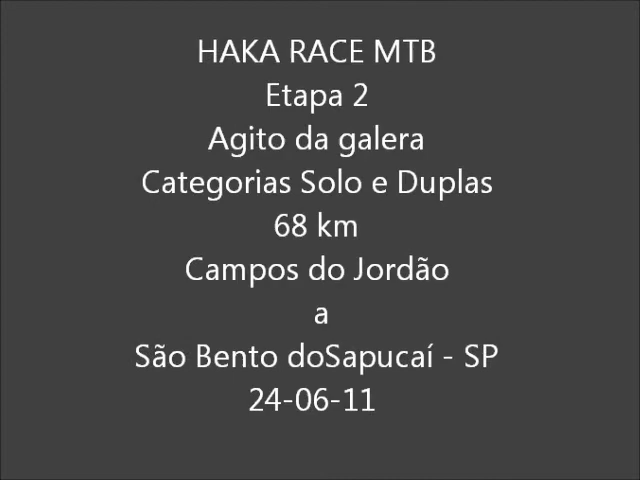 HAKA RACE MTB
Etapa 2
Agito da galera
Categorias Solo e Duplas
68 km
Campos do Jordão
a
São Bento doSapucaí - SP
24-06-11